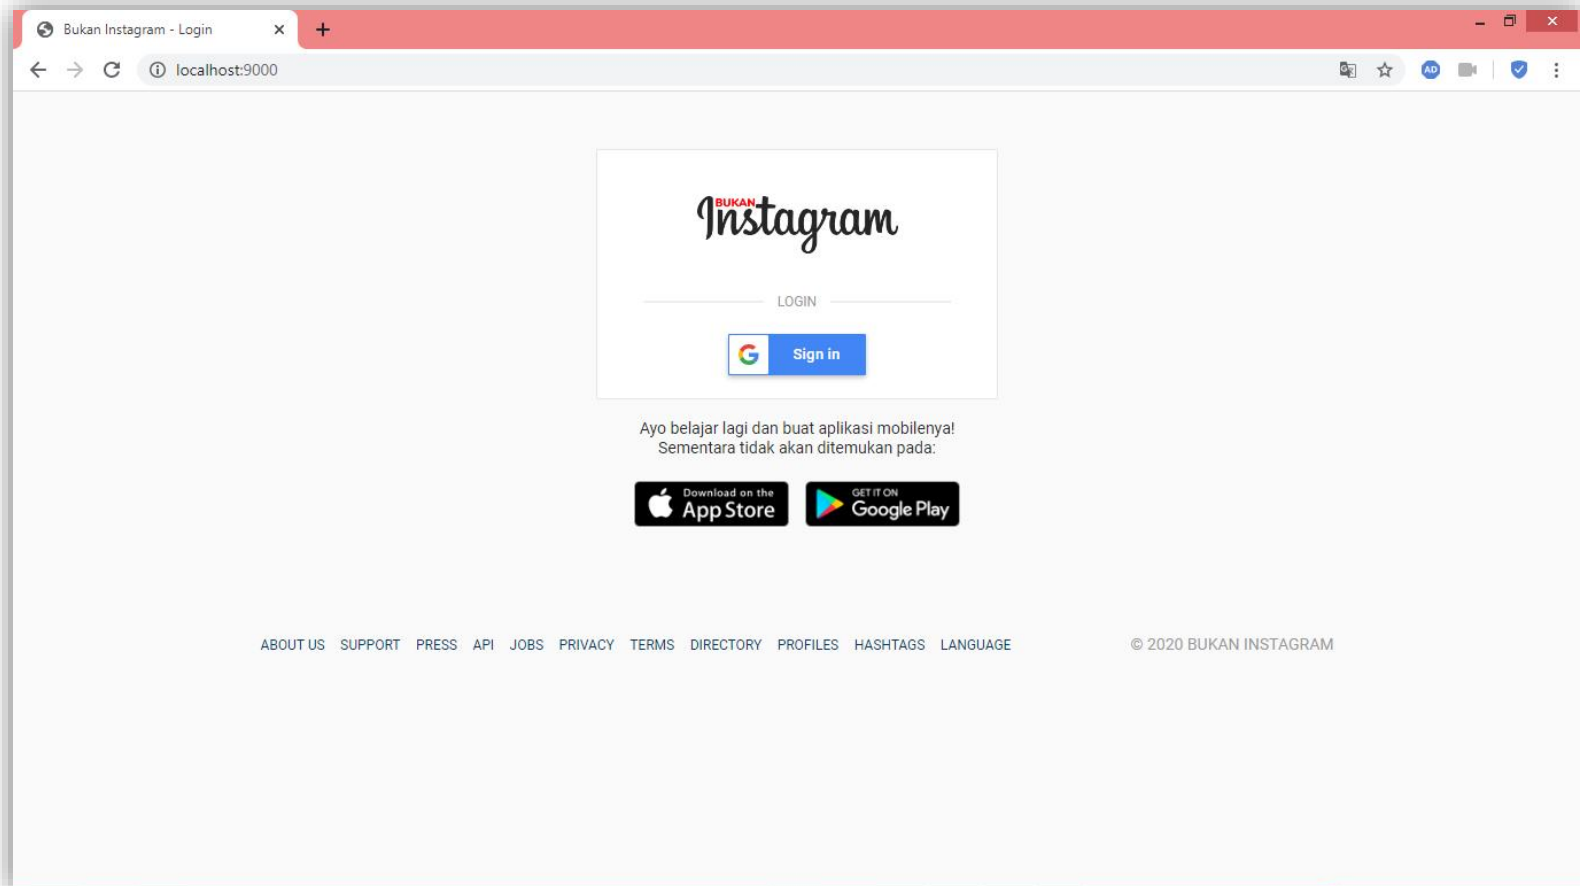 Bukan Instagram - Login
localhost:9000
AD
BUKAN
Instagram
LOGIN
G Sign in
Ayo belajar lagi dan buat aplikasi mobilenya!
Sementara tidak akan ditemukan pada:
Download on the
App Store
GET IT ON
Google Play
ABOUT US SUPPORT PRESS API JOBS PRIVACY TERMS DIRECTORY PROFILES HASHTAGS LANGUAGE © 2020 BUKAN INSTAGRAM